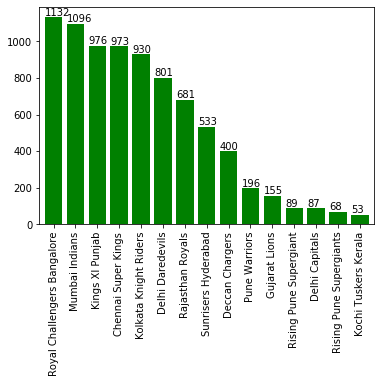 1132
1096
976
973
930
801
681
533
400
196
155
89
87
68
53
1000
800
600
400
200
0
Royal Challengers Bangalore
Mumbai Indians
Kings XI Punjab
Chennai Super Kings
Kolkata Knight Riders
Delhi Daredevils
Rajasthan Royals
Sunrisers Hyderabad
Deccan Chargers
Pune Warriors
Gujarat Lions
Rising Pune Supergiant
Delhi Capitals
Rising Pune Supergiants
Kochi Tuskers Kerala